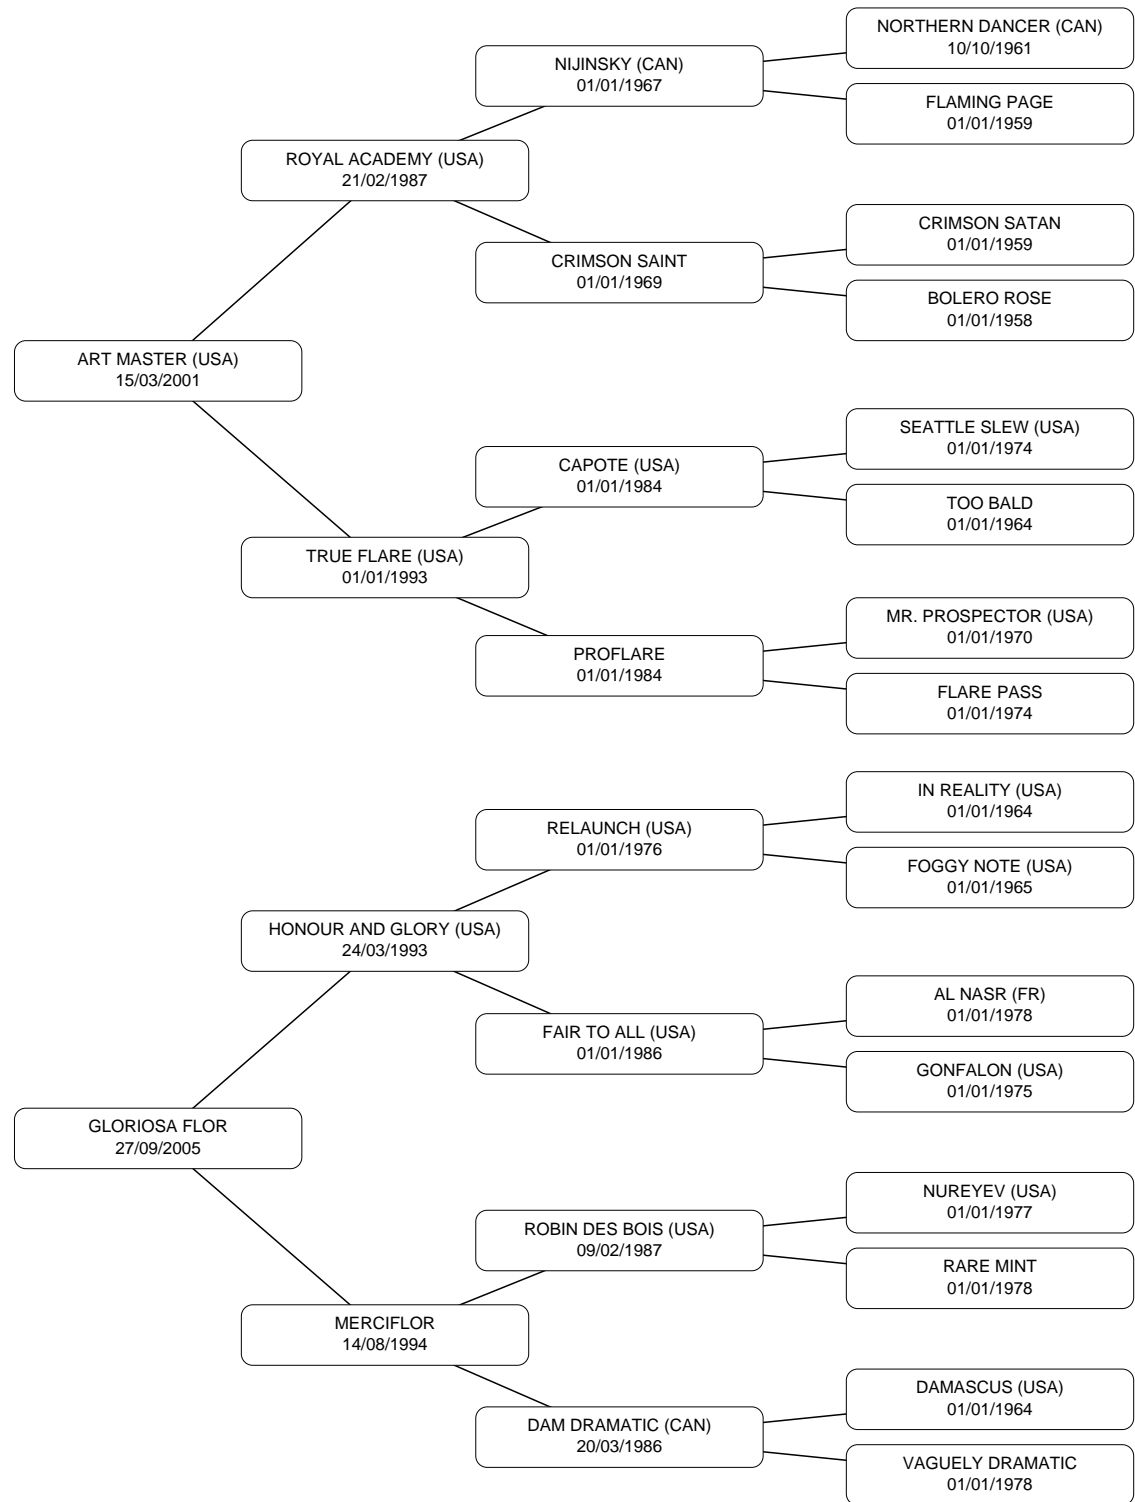 NORTHERN DANCER (CAN)
10/10/1961
NIJINSKY (CAN)
01/01/1967
FLAMING PAGE
01/01/1959
ROYAL ACADEMY (USA)
21/02/1987
CRIMSON SATAN
01/01/1959
CRIMSON SAINT
01/01/1969
BOLERO ROSE
01/01/1958
ART MASTER (USA)
15/03/2001
SEATTLE SLEW (USA)
01/01/1974
CAPOTE (USA)
01/01/1984
TOO BALD
01/01/1964
TRUE FLARE (USA)
01/01/1993
MR. PROSPECTOR (USA)
01/01/1970
PROFLARE
01/01/1984
FLARE PASS
01/01/1974
IN REALITY (USA)
01/01/1964
RELAUNCH (USA)
01/01/1976
FOGGY NOTE (USA)
01/01/1965
HONOUR AND GLORY (USA)
24/03/1993
AL NASR (FR)
01/01/1978
FAIR TO ALL (USA)
01/01/1986
GONFALON (USA)
01/01/1975
GLORIOSA FLOR
27/09/2005
NUREYEV (USA)
01/01/1977
ROBIN DES BOIS (USA)
09/02/1987
RARE MINT
01/01/1978
MERCIFLOR
14/08/1994
DAMASCUS (USA)
01/01/1964
DAM DRAMATIC (CAN)
20/03/1986
VAGUELY DRAMATIC
01/01/1978